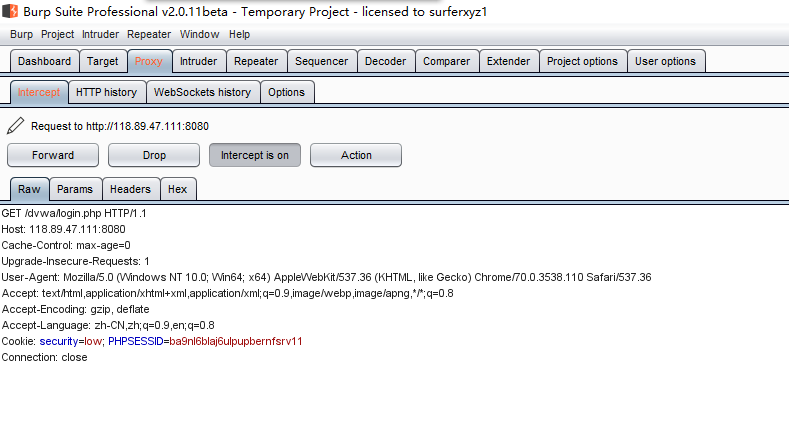 Burp Suite Professional v2.0.11beta - Temporary Project - licensed to surferxyz1
Burp Project Intruder Repeater Window Help
Dashboard Target Proxy Intruder Repeater Sequencer Decoder Comparer Extender Project options User options
Intercept HTTP history WebSockets history Options
Request to http://118.89.47.111:8080
Forward Drop Intercept is on Action
Raw Params Headers Hex
GET /dvwa/login.php HTTP/1.1
Host: 118.89.47.111:8080
Cache-Control: max-age=0
Upgrade-Insecure-Requests: 1
User-Agent: Mozilla/5.0 (Windows NT 10.0; Win64; x64) AppleWebKit/537.36 (KHTML, like Gecko) Chrome/70.0.3538.110 Safari/537.36
Accept: text/html,application/xhtml+xml,application/xml;q=0.9,image/webp,image/apng,*/*;q=0.8
Accept-Encoding: gzip, deflate
Accept-Language: zh-CN,zh;q=0.9,en;q=0.8
Cookie: security=low; PHPSESSID=ba9nl6blaj6ulpupbernfsrv11
Connection: close